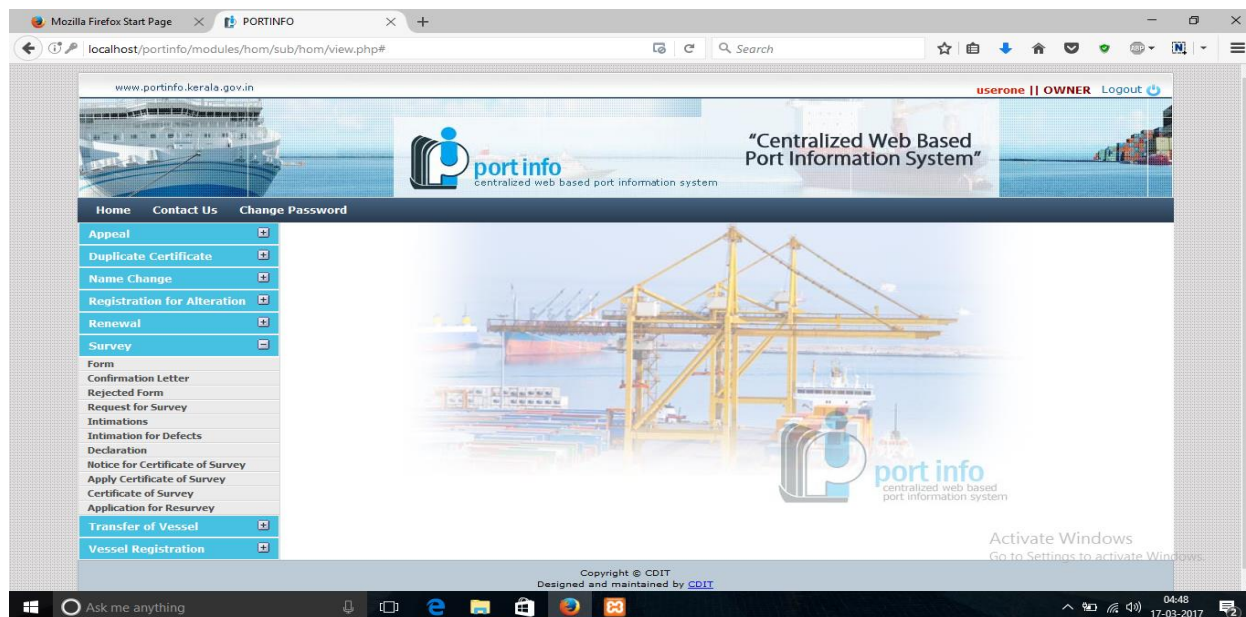 Mozilla Firefox Start Page
PORTINFO
localhost/portinfo/modules/hom/sub/hom/view.php#
Search
www.portinfo.kerala.gov.in
userone || OWNER Logout
port info
centralized web based port information system
“Centralized Web Based
Port Information System”
Home Contact Us Change Password
Appeal
Duplicate Certificate
Name Change
Registration for Alteration
Renewal
Survey
Form
Confirmation Letter
Rejected Form
Request for Survey
Intimations
Intimation for Defects
Declaration
Notice for Certificate of Survey
Apply Certificate of Survey
Certificate of Survey
Application for Resurvey
Transfer of Vessel
Vessel Registration
port info
centralized web based
port information system
Activate Windows
Go to Settings to activate Windows.
Copyright © CDIT
Designed and maintained by CDIT
Ask me anything
04:48
17-03-2017
2